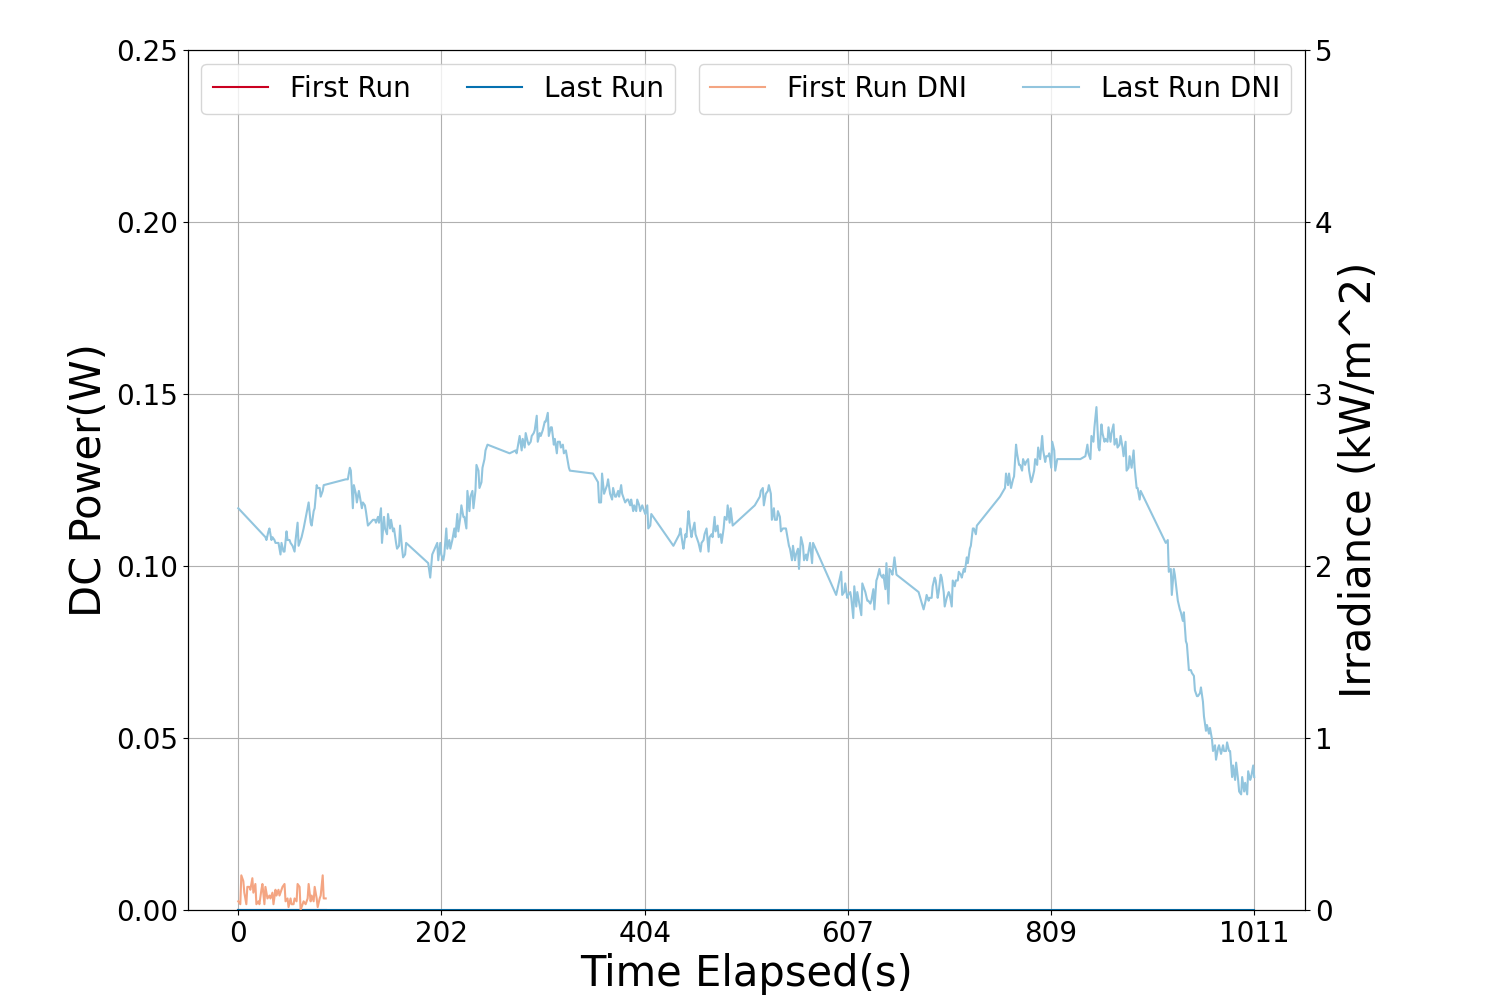 First Run
Last Run
First Run DNI
Last Run DNI
0.25
0.20
0.15
0.10
0.05
0.00
DC Power(W)
5
4
3
2
1
0
Irradiance (kW/m^2)
0
202
404
607
809
1011
Time Elapsed(s)